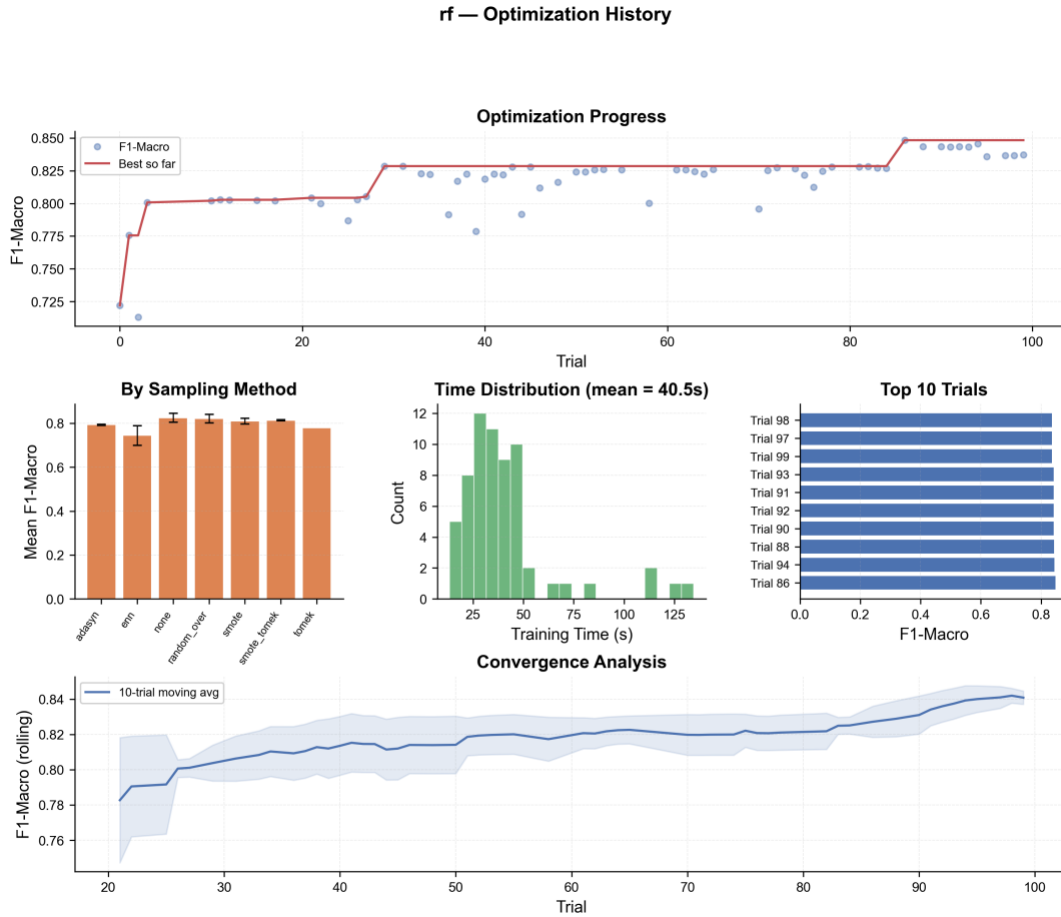 rf — Optimization History
Optimization Progress
F1-Macro
Best so far
0.850
0.825
0.800
0.775
0.750
0.725
F1-Macro
0
20
40
60
80
100
Trial
By Sampling Method
0.8
0.6
0.4
0.2
0.0
Mean F1-Macro
adasyn
enn
none
random_over
smote
smote_tomek
tomek
Time Distribution (mean = 40.5s)
12
10
8
6
4
2
0
Count
25
50
75
100
125
Training Time (s)
Top 10 Trials
Trial 98
Trial 97
Trial 99
Trial 93
Trial 91
Trial 92
Trial 90
Trial 88
Trial 94
Trial 86
0.0
0.2
0.4
0.6
0.8
F1-Macro
Convergence Analysis
10-trial moving avg
0.84
0.82
0.80
0.78
0.76
F1-Macro (rolling)
20
30
40
50
60
70
80
90
100
Trial